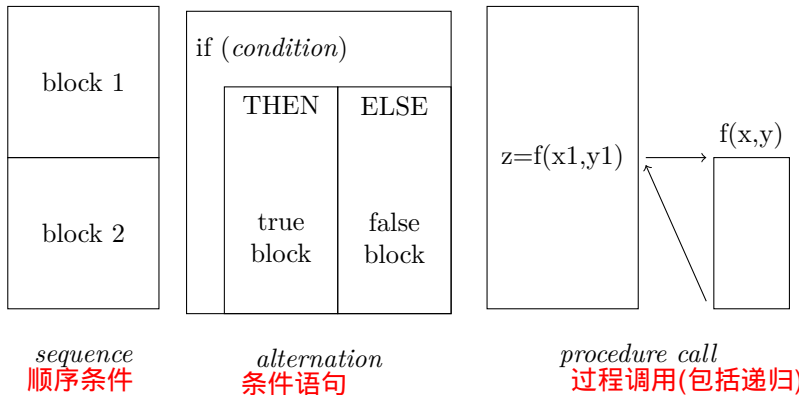 block 1
block 2
sequence
顺序条件
if (condition)
THEN
ELSE
true
block
false
block
alternation
条件语句
z=f(x1,y1)
f(x,y)
procedure call
过程调用(包括递归)